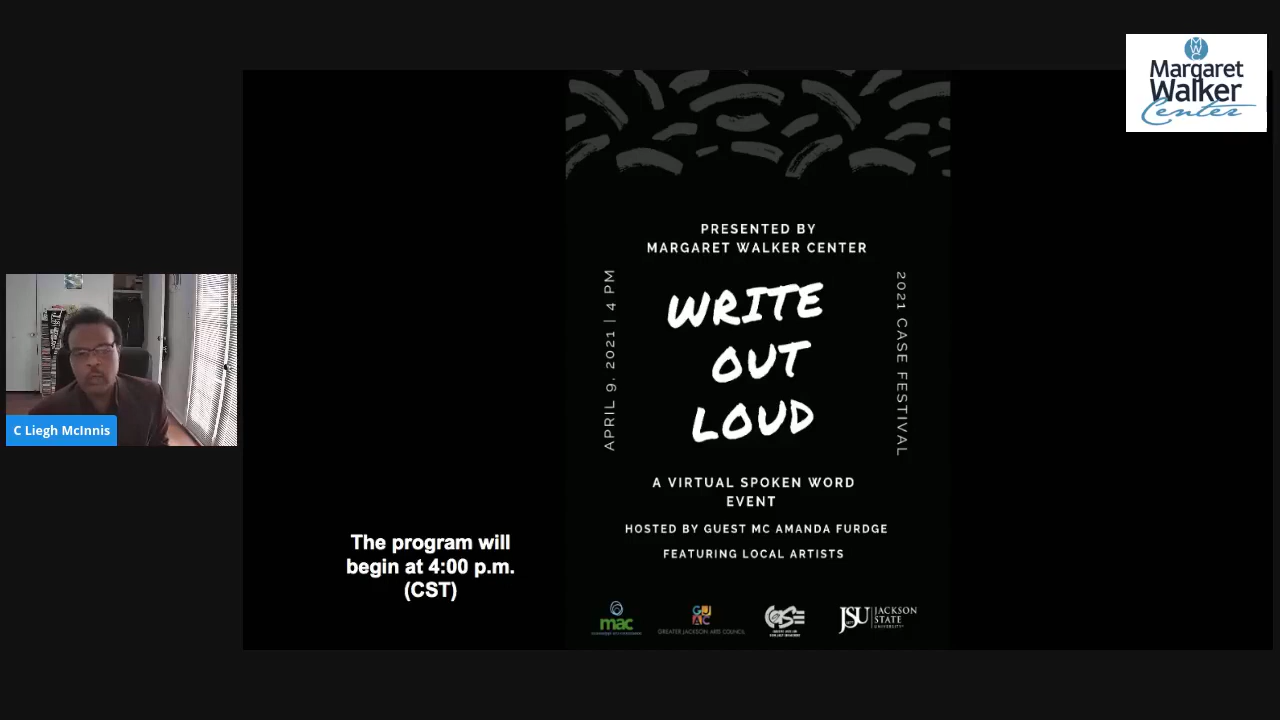 Margaret
Walker
Center
PRESENTED BY
MARGARET WALKER CENTER
APRIL 9, 2021 | 4 PM
WRITE
OUT
LOUD
2021 CASE FESTIVAL
A VIRTUAL SPOKEN WORD
EVENT
HOSTED BY GUEST MC AMANDA FURDGE
FEATURING LOCAL ARTISTS
C Liegh McInnis
The program will
begin at 4:00 p.m.
(CST)
mac
GREATER JACKSON ARTS COUNCIL
CASE
JSU JACKSON
STATE
UNIVERSITY